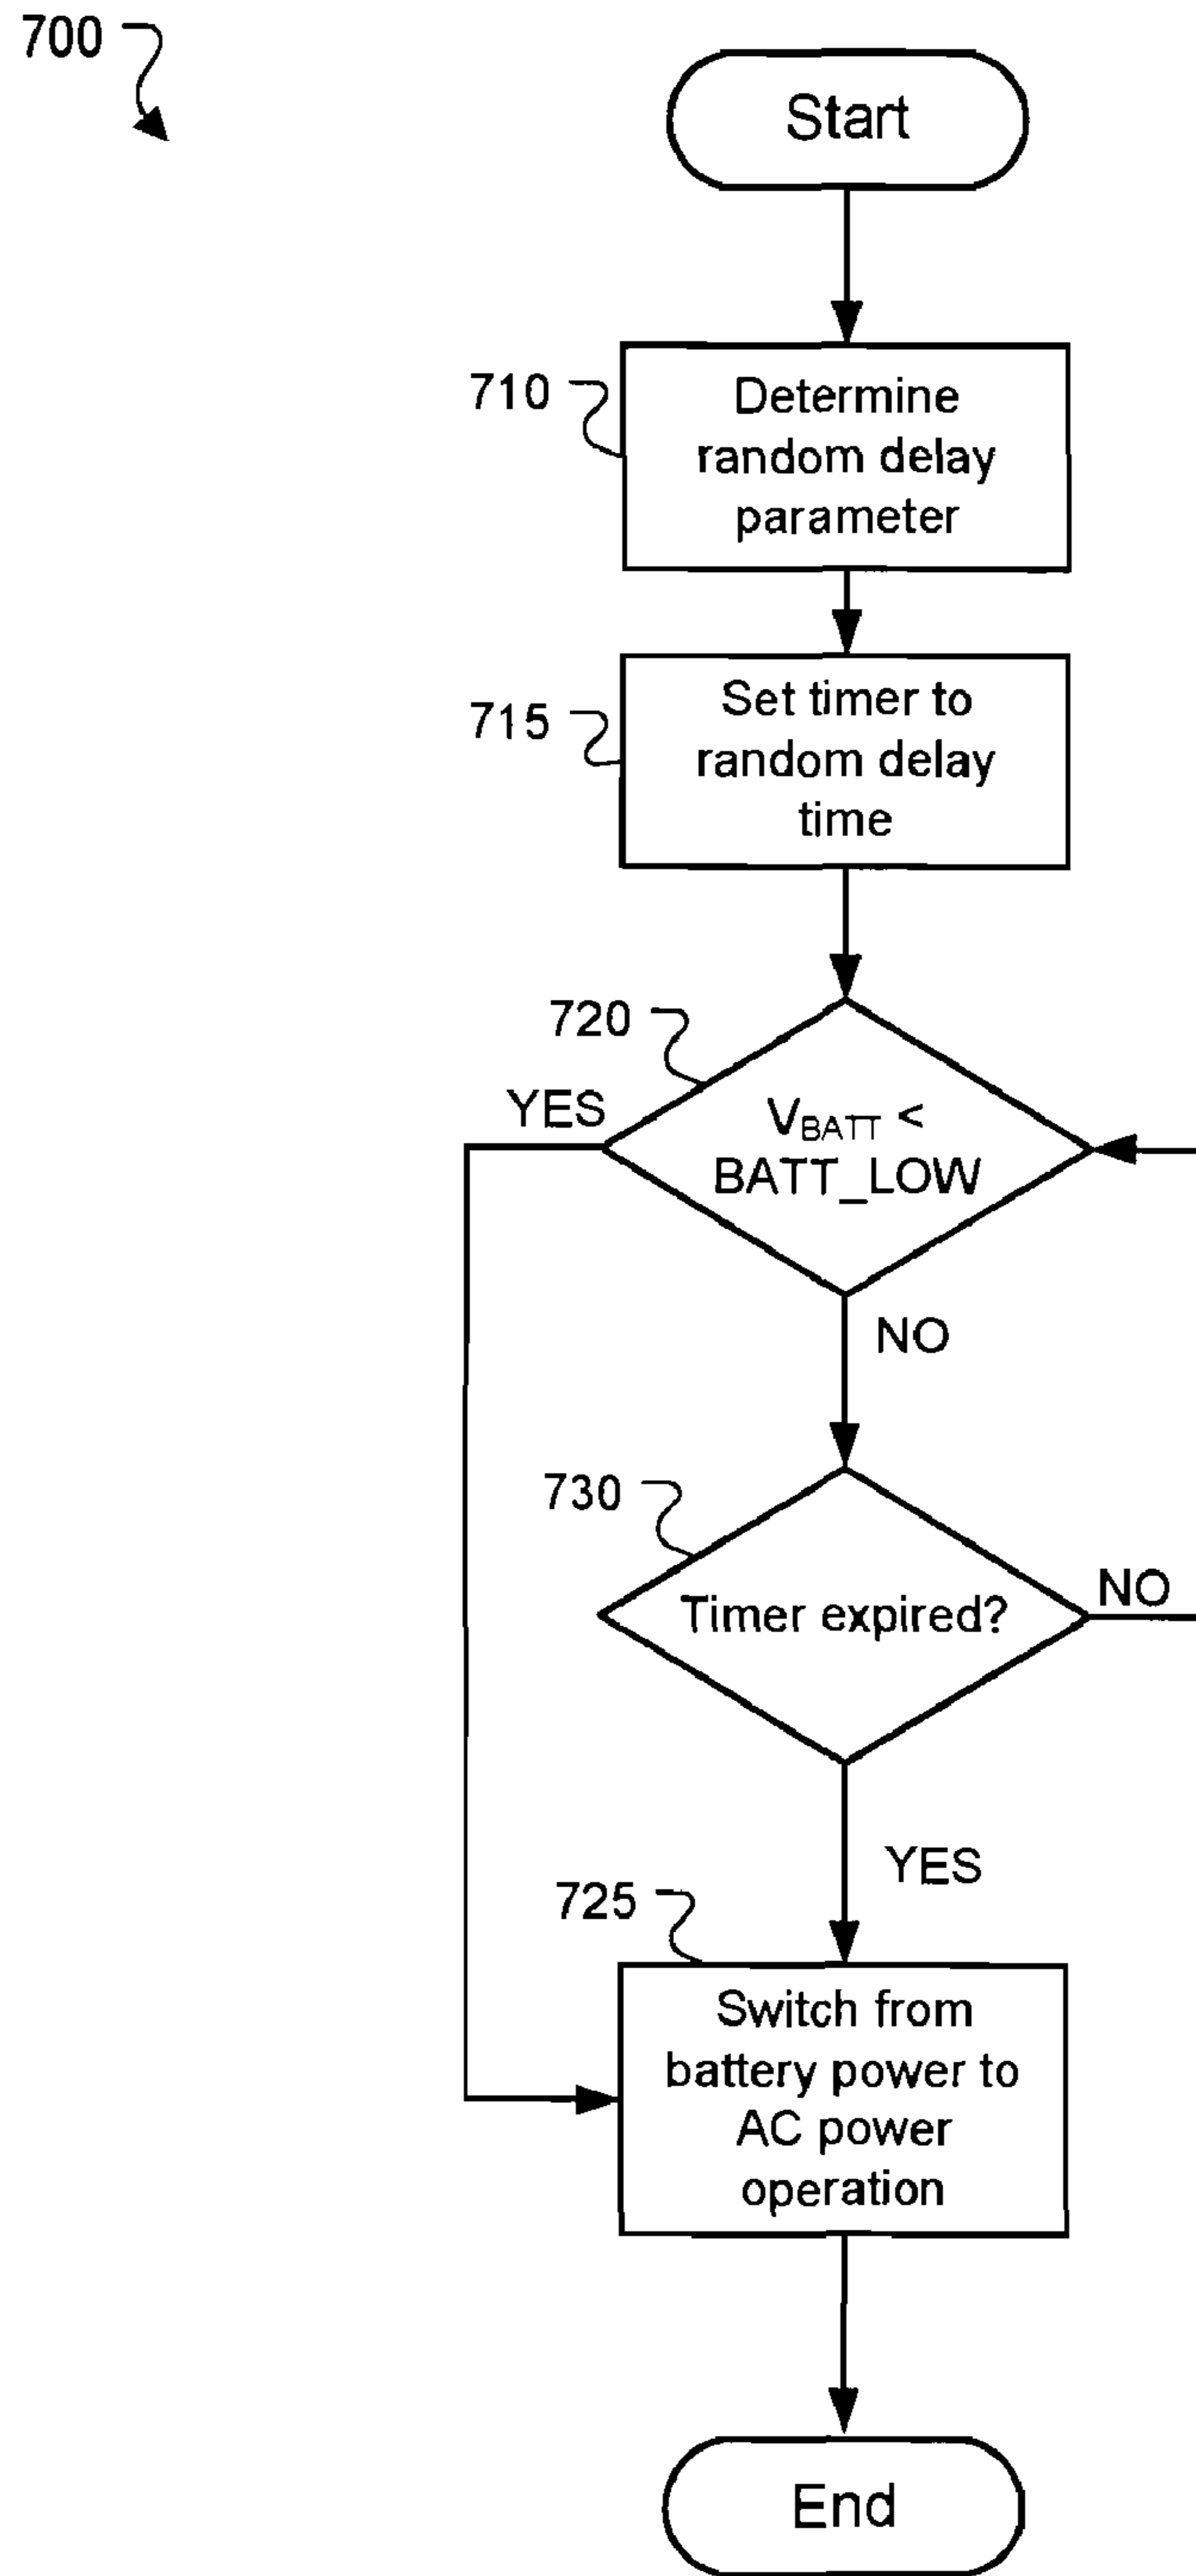 700
Start
710
Determine
random delay
parameter
715
Set timer to
random delay
time
720
YES
V_BATT <
BATT_LOW
NO
730
Timer expired?
NO
YES
725
Switch from
battery power to
AC power
operation
End